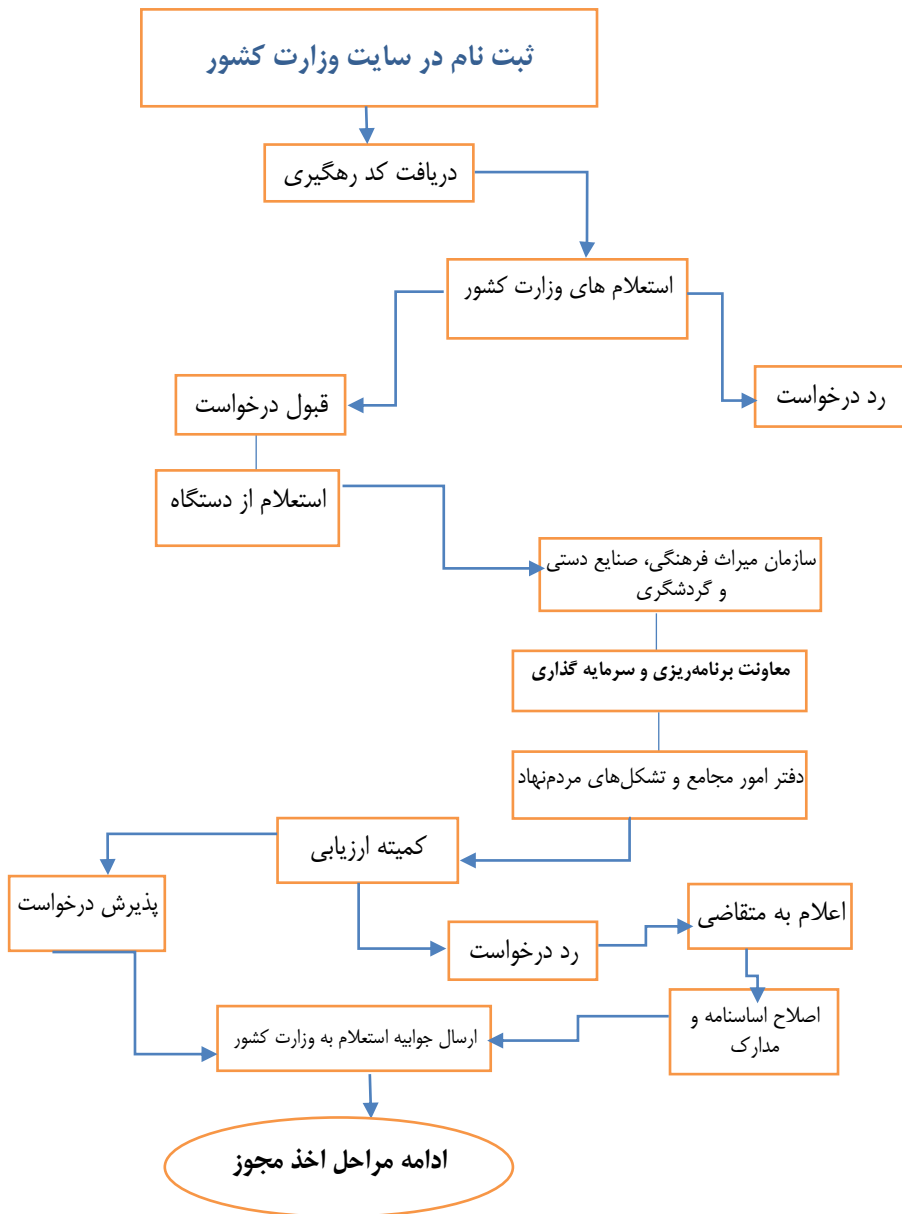 ثبت نام در سایت وزارت کشور
دریافت کد رهگیری
استعلام های وزارت کشور
رد درخواست
قبول درخواست
استعلام از دستگاه
سازمان میراث فرهنگی، صنایع دستی
و گردشگری
معاونت برنامه‌ریزی و سرمایه گذاری
دفتر امور مجامع و تشکل‌های مردم‌نهاد
کمیته ارزیابی
پذیرش درخواست
اعلام به متقاضی
رد درخواست
اصلاح اساسنامه و
مدارک
ارسال جوابیه استعلام به وزارت کشور
ادامه مراحل اخذ مجوز